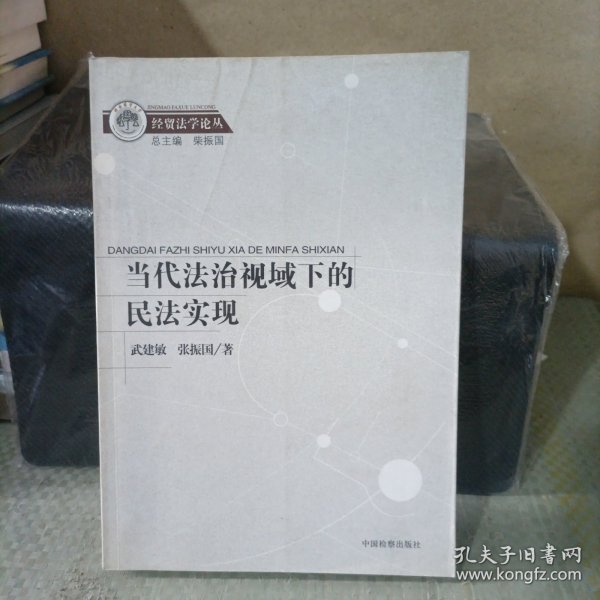 JINGMAO FAXUE LUNCONG
经贸法学论丛
总主编 柴振国
DANGDAI FAZHI SHIYU XIA DE MINFA SHIXIAN
当代法治视域下的
民法实现
武建敏 张振国/著
中国检察出版社
孔夫子旧书网
www.kongfz.com